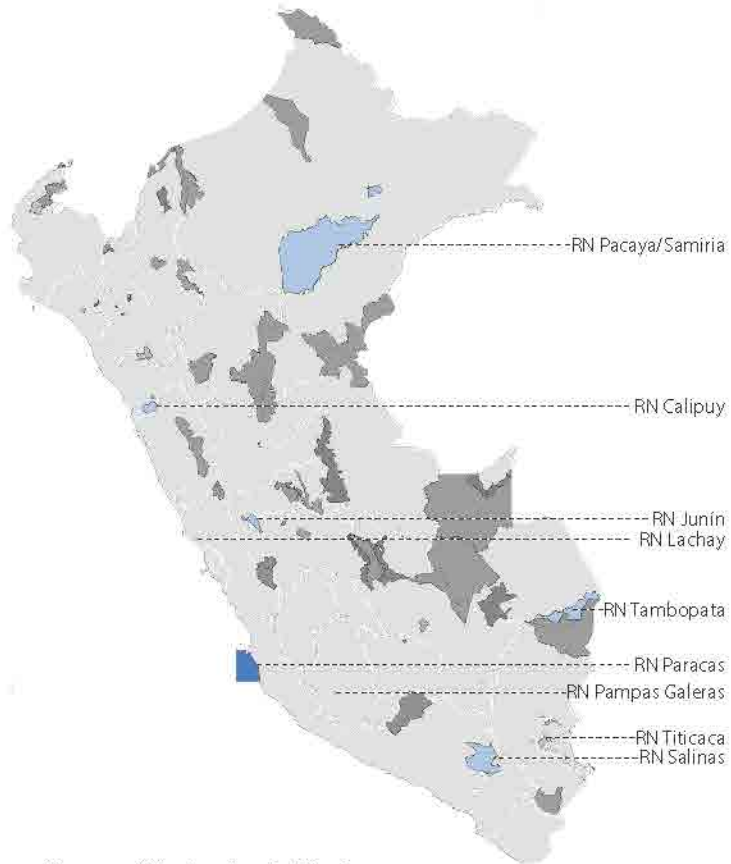 RN Pacaya/Samiria
RN Calipuy
RN Junín
RN Lachay
RN Tambopata
RN Paracas
RN Pampas Galeras
RN Titicaca
RN Salinas